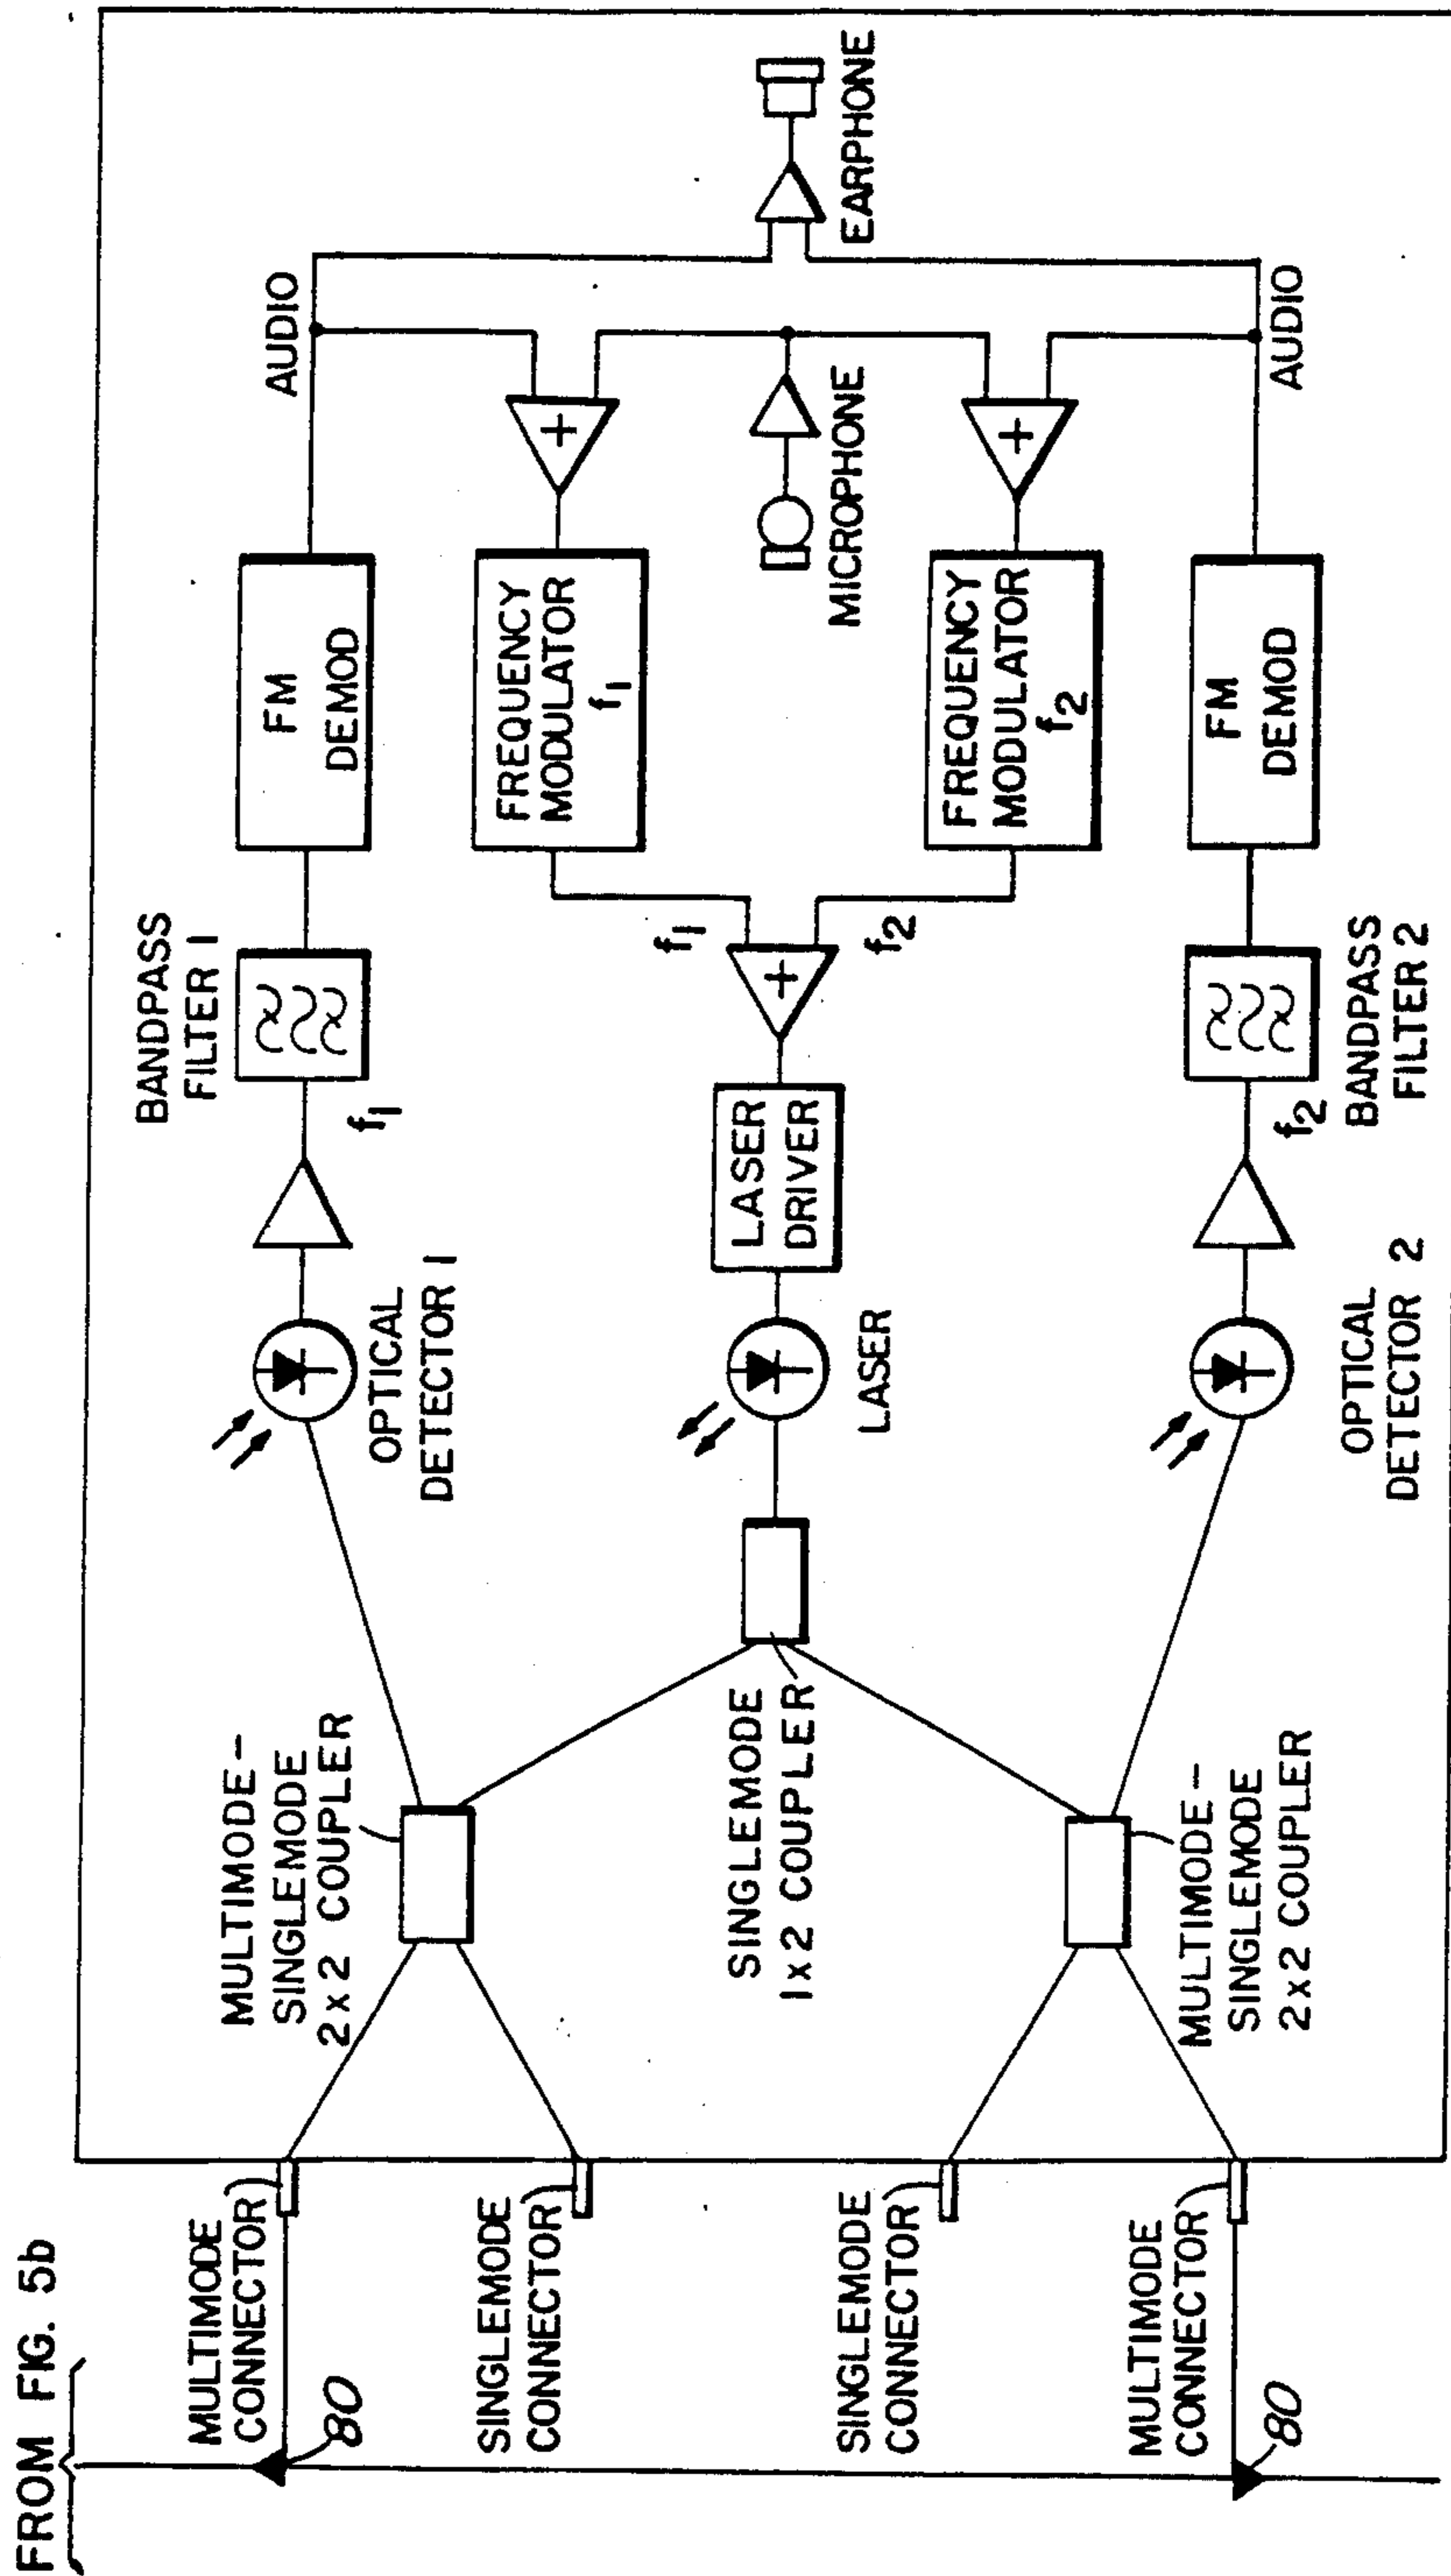 FROM FIG. 5b
MULTIMODE
CONNECTOR
80
SINGLEMODE
CONNECTOR
SINGLEMODE
CONNECTOR
MULTIMODE
CONNECTOR
80
MULTIMODE-
SINGLEMODE
2x2 COUPLER
SINGLEMODE
1x2 COUPLER
MULTIMODE-
SINGLEMODE
2x2 COUPLER
OPTICAL
DETECTOR 1
LASER
OPTICAL
DETECTOR 2
f1
BANDPASS
FILTER 1
LASER
DRIVER
f2
BANDPASS
FILTER 2
f1
+
f2
FM
DEMOD
FREQUENCY
MODULATOR
f1
FREQUENCY
MODULATOR
f2
FM
DEMOD
AUDIO
+
MICROPHONE
+
AUDIO
EARPHONE